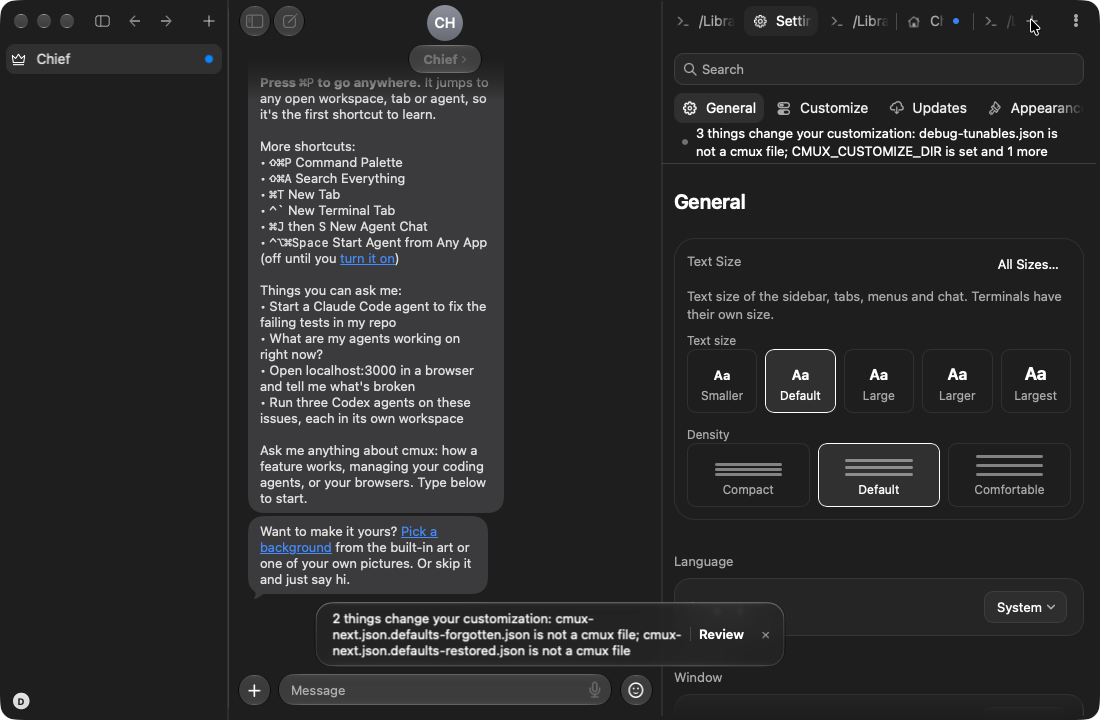 Chief
CH
Chief ›
Press ⌘P to go anywhere. It jumps to
any open workspace, tab or agent, so
it's the first shortcut to learn.
More shortcuts:
• ⇧⌘P Command Palette
• ⇧⌘A Search Everything
• ⌘T New Tab
• ^` New Terminal Tab
• ⌘J then S New Agent Chat
• ^⌥⌘Space Start Agent from Any App
(off until you turn it on)
Things you can ask me:
• Start a Claude Code agent to fix the
failing tests in my repo
• What are my agents working on
right now?
• Open localhost:3000 in a browser
and tell me what's broken
• Run three Codex agents on these
issues, each in its own workspace
Ask me anything about cmux: how a
feature works, managing your coding
agents, or your browsers. Type below
to start.
Want to make it yours? Pick a
background from the built-in art or
one of your own pictures. Or skip it
and just say hi.
2 things change your customization: cmux-
next.json.defaults-forgotten.json is not a cmux file; cmux-
next.json.defaults-restored.json is not a cmux file
Review
Message
D
/Libra
Settin
/Libra
Ch
Search
General
Customize
Updates
Appearanc
3 things change your customization: debug-tunables.json is
not a cmux file; CMUX_CUSTOMIZE_DIR is set and 1 more
General
Text Size
All Sizes...
Text size of the sidebar, tabs, menus and chat. Terminals have
their own size.
Text size
Aa Aa Aa Aa Aa
Smaller Default Large Larger Largest
Density
Compact Default Comfortable
Language
System
Window